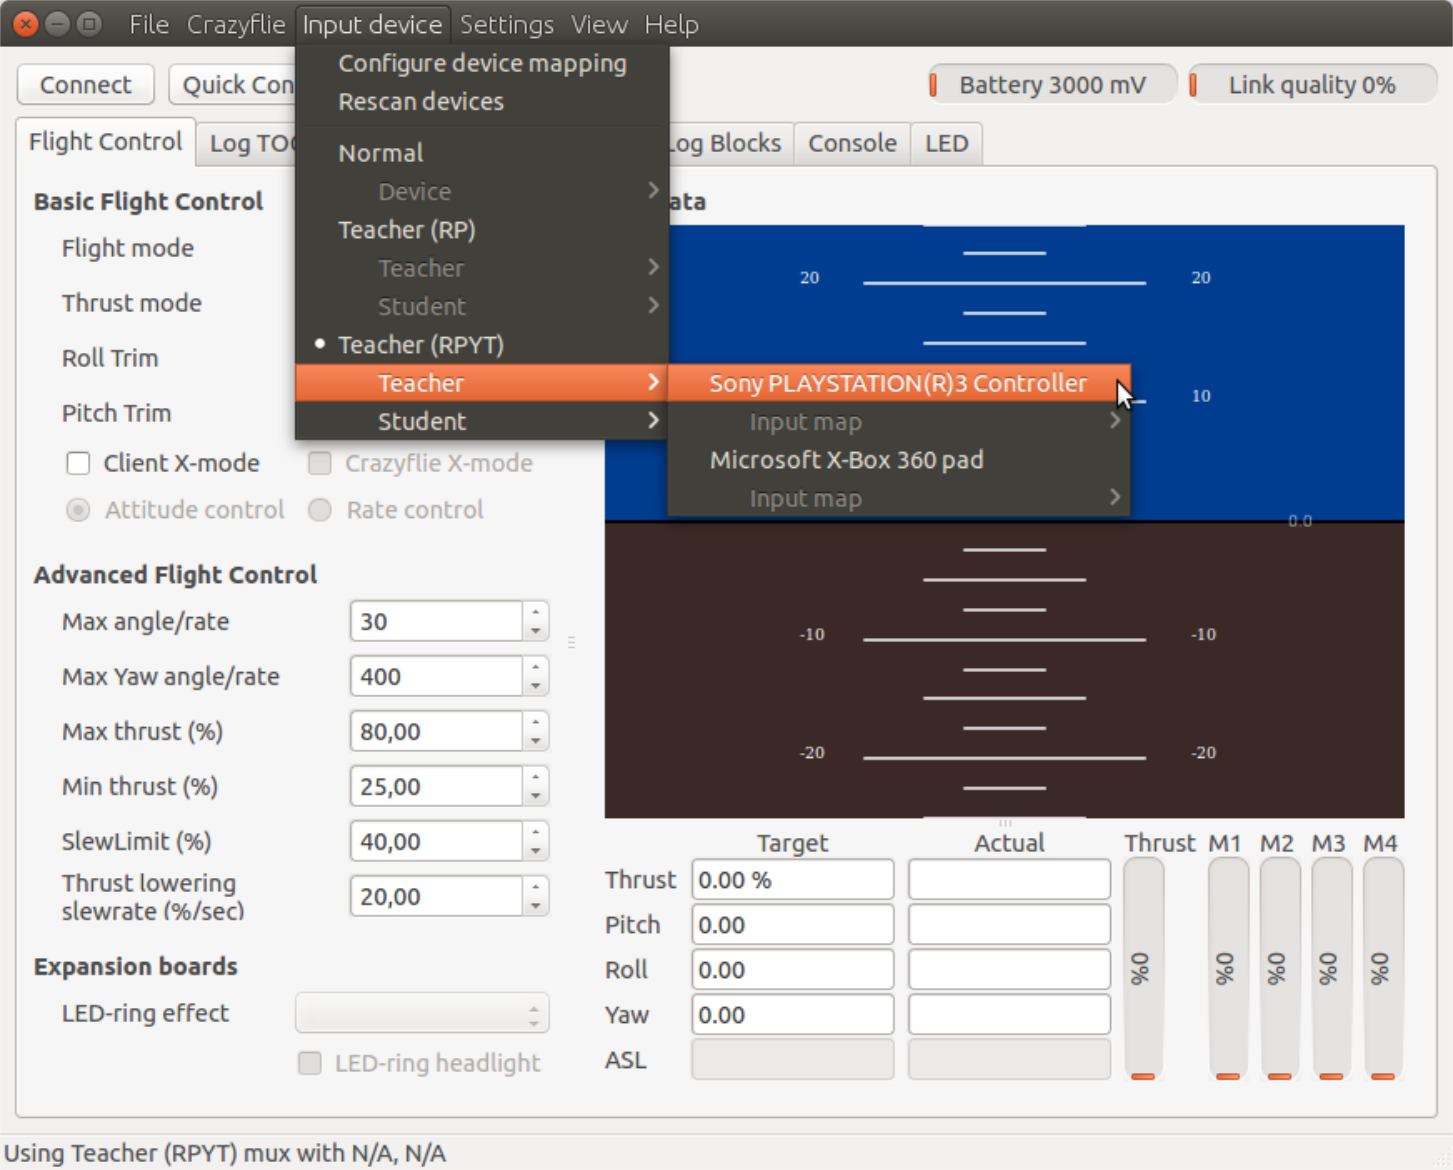 File Crazyflie Input device Settings View Help
Configure device mapping
Rescan devices
Normal
Device
Teacher (RP)
Teacher
Student
Teacher (RPYT)
Teacher
Student
Sony PLAYSTATION(R)3 Controller
Input map
Microsoft X-Box 360 pad
Input map
Connect Quick Con Battery 3000 mV Link quality 0%
Flight Control Log TO Log Blocks Console LED
Basic Flight Control
Flight mode
Thrust mode
Roll Trim
Pitch Trim
Client X-mode Crazyflie X-mode
Attitude control Rate control
Advanced Flight Control
Max angle/rate 30
Max Yaw angle/rate 400
Max thrust (%) 80,00
Min thrust (%) 25,00
SlewLimit (%) 40,00
Thrust lowering
slewrate (%/sec) 20,00
Expansion boards
LED-ring effect
LED-ring headlight
ata
20 20
10
0.0
-10 -10
-20 -20
Target Actual Thrust M1 M2 M3 M4
Thrust 0.00 %
Pitch 0.00
Roll 0.00
Yaw 0.00
ASL
0% 0% 0% 0% 0%
Using Teacher (RPYT) mux with N/A, N/A